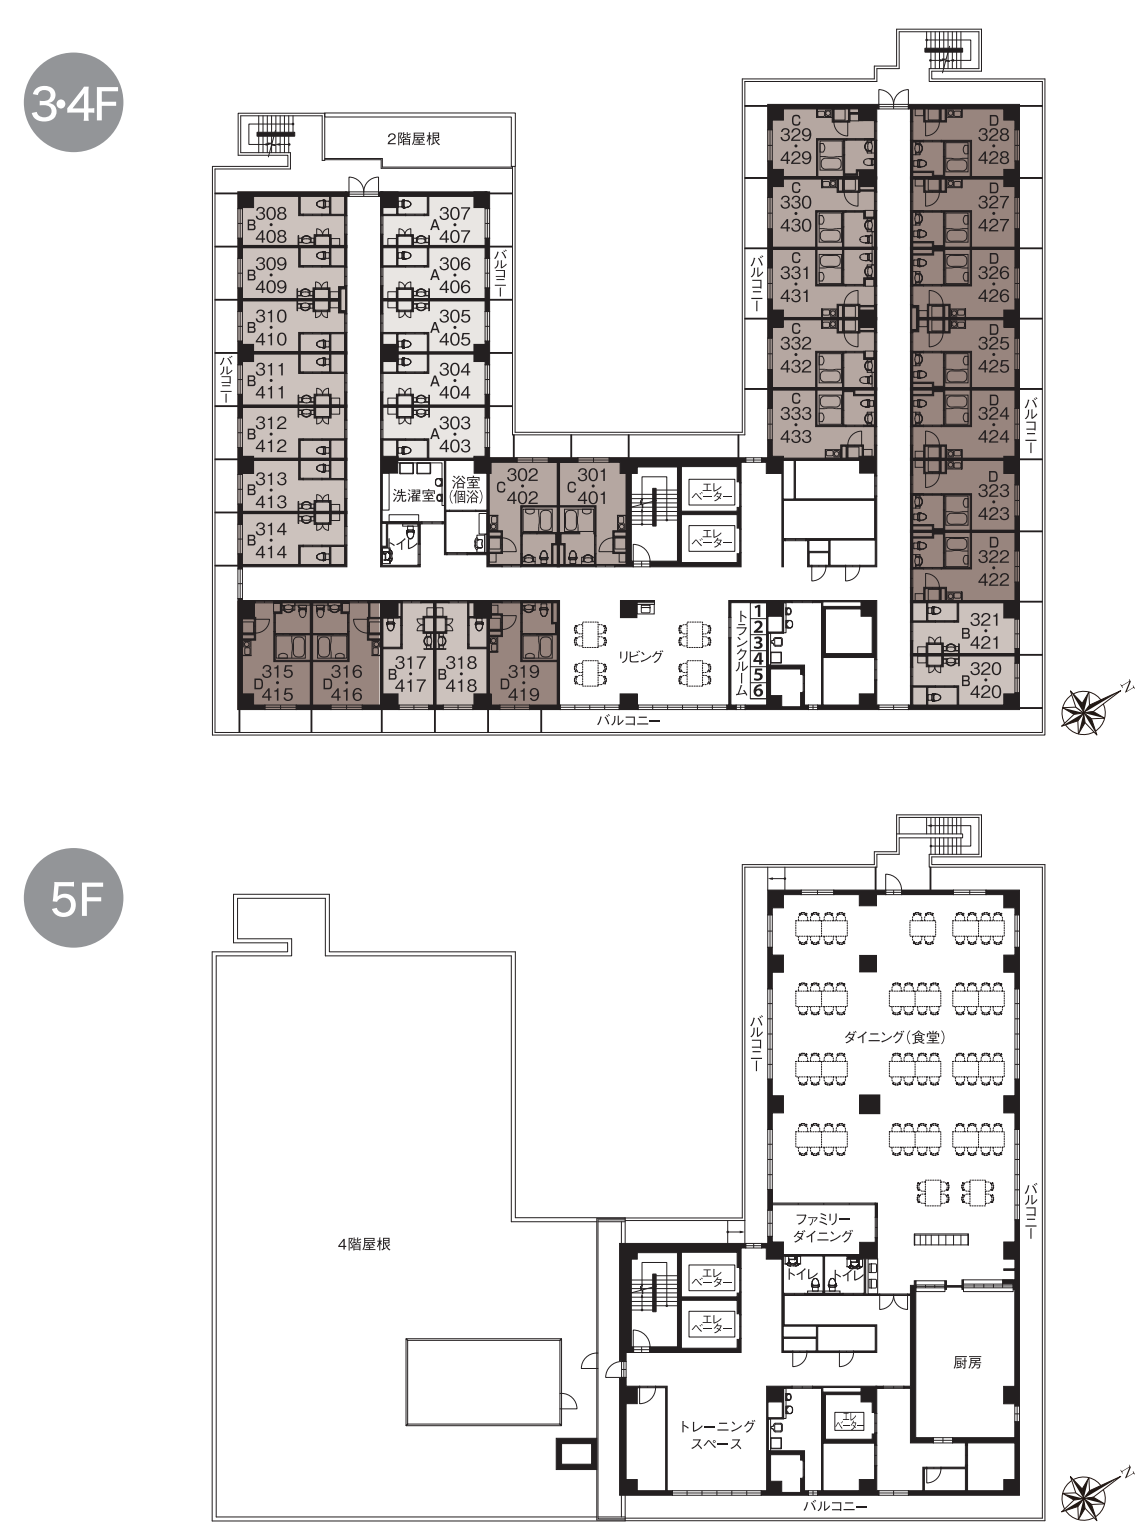 3・4F
2階屋根
バルコニー
B 308・408
B 309・409
B 310・410
B 311・411
B 312・412
B 313・413
B 314・414
A 307・407
A 306・406
A 305・405
A 304・404
A 303・403
バルコニー
洗濯室
浴室
(個浴)
トイレ
C 302・402
C 301・401
エレ
ベーター
エレ
ベーター
バルコニー
C 329・429
C 330・430
C 331・431
C 332・432
C 333・433
D 328・428
D 327・427
D 326・426
D 325・425
D 324・424
D 323・423
D 322・422
B 321・421
B 320・420
バルコニー
D 315・415
D 316・416
B 317・417
B 318・418
D 319・419
リビング
トランクルーム
1
2
3
4
5
6
バルコニー
N
5F
4階屋根
バルコニー
ダイニング(食堂)
バルコニー
ファミリー
ダイニング
トイレ
トイレ
エレ
ベーター
エレ
ベーター
厨房
トレーニング
スペース
エレ
ベーター
バルコニー
N